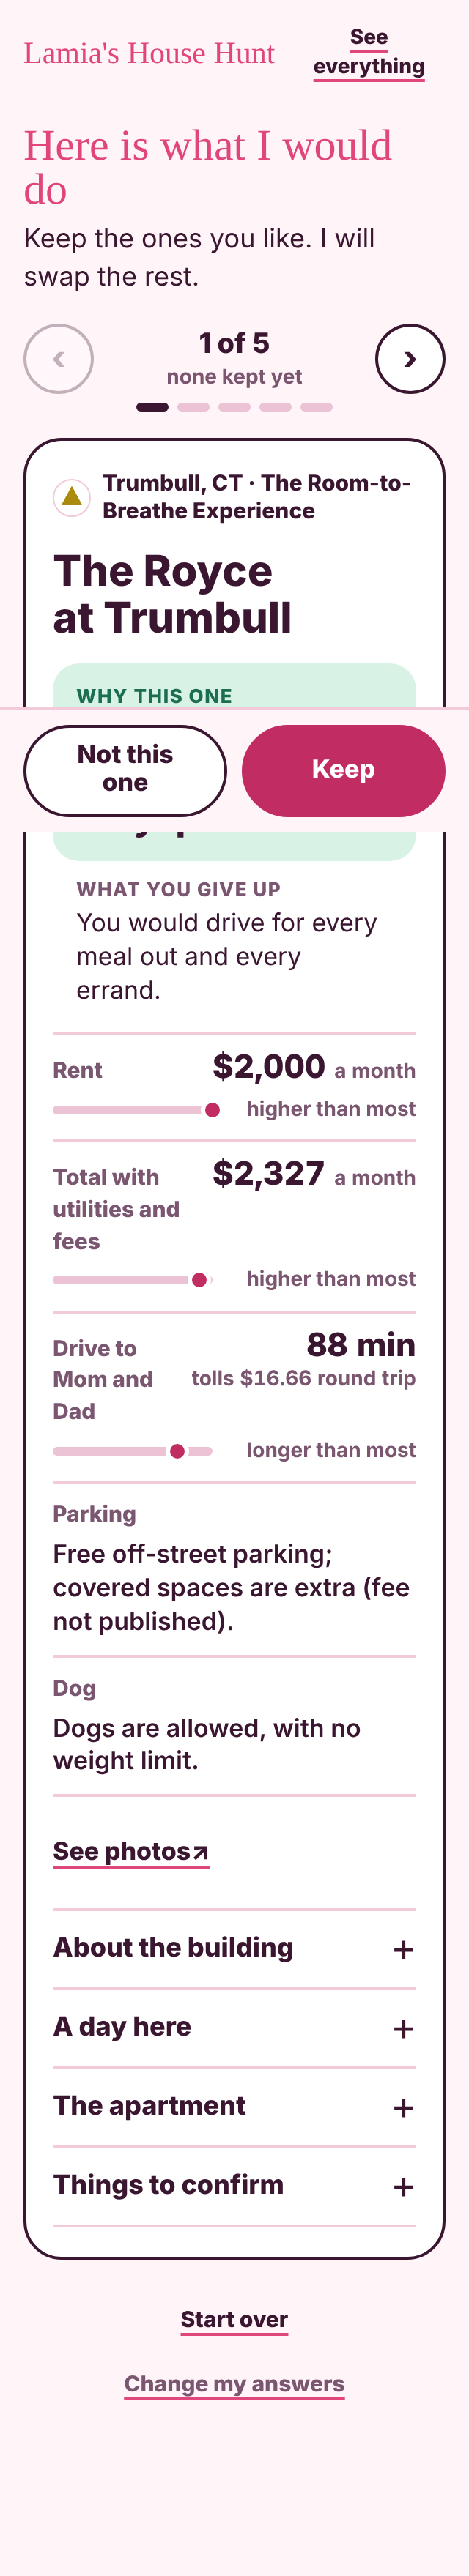 Lamia's House Hunt
See
everything
Here is what I would
do
Keep the ones you like. I will
swap the rest.
‹
1 of 5
none kept yet
›
Trumbull, CT · The Room-to-
Breathe Experience
The Royce
at Trumbull
WHY THIS ONE
Not this
one
Keep
WHAT YOU GIVE UP
You would drive for every
meal out and every
errand.
Rent
$2,000 a month
higher than most
Total with
utilities and
fees
$2,327 a month
higher than most
Drive to
Mom and
Dad
88 min
tolls $16.66 round trip
longer than most
Parking
Free off-street parking;
covered spaces are extra (fee
not published).
Dog
Dogs are allowed, with no
weight limit.
See photos↗
About the building +
A day here +
The apartment +
Things to confirm +
Start over
Change my answers